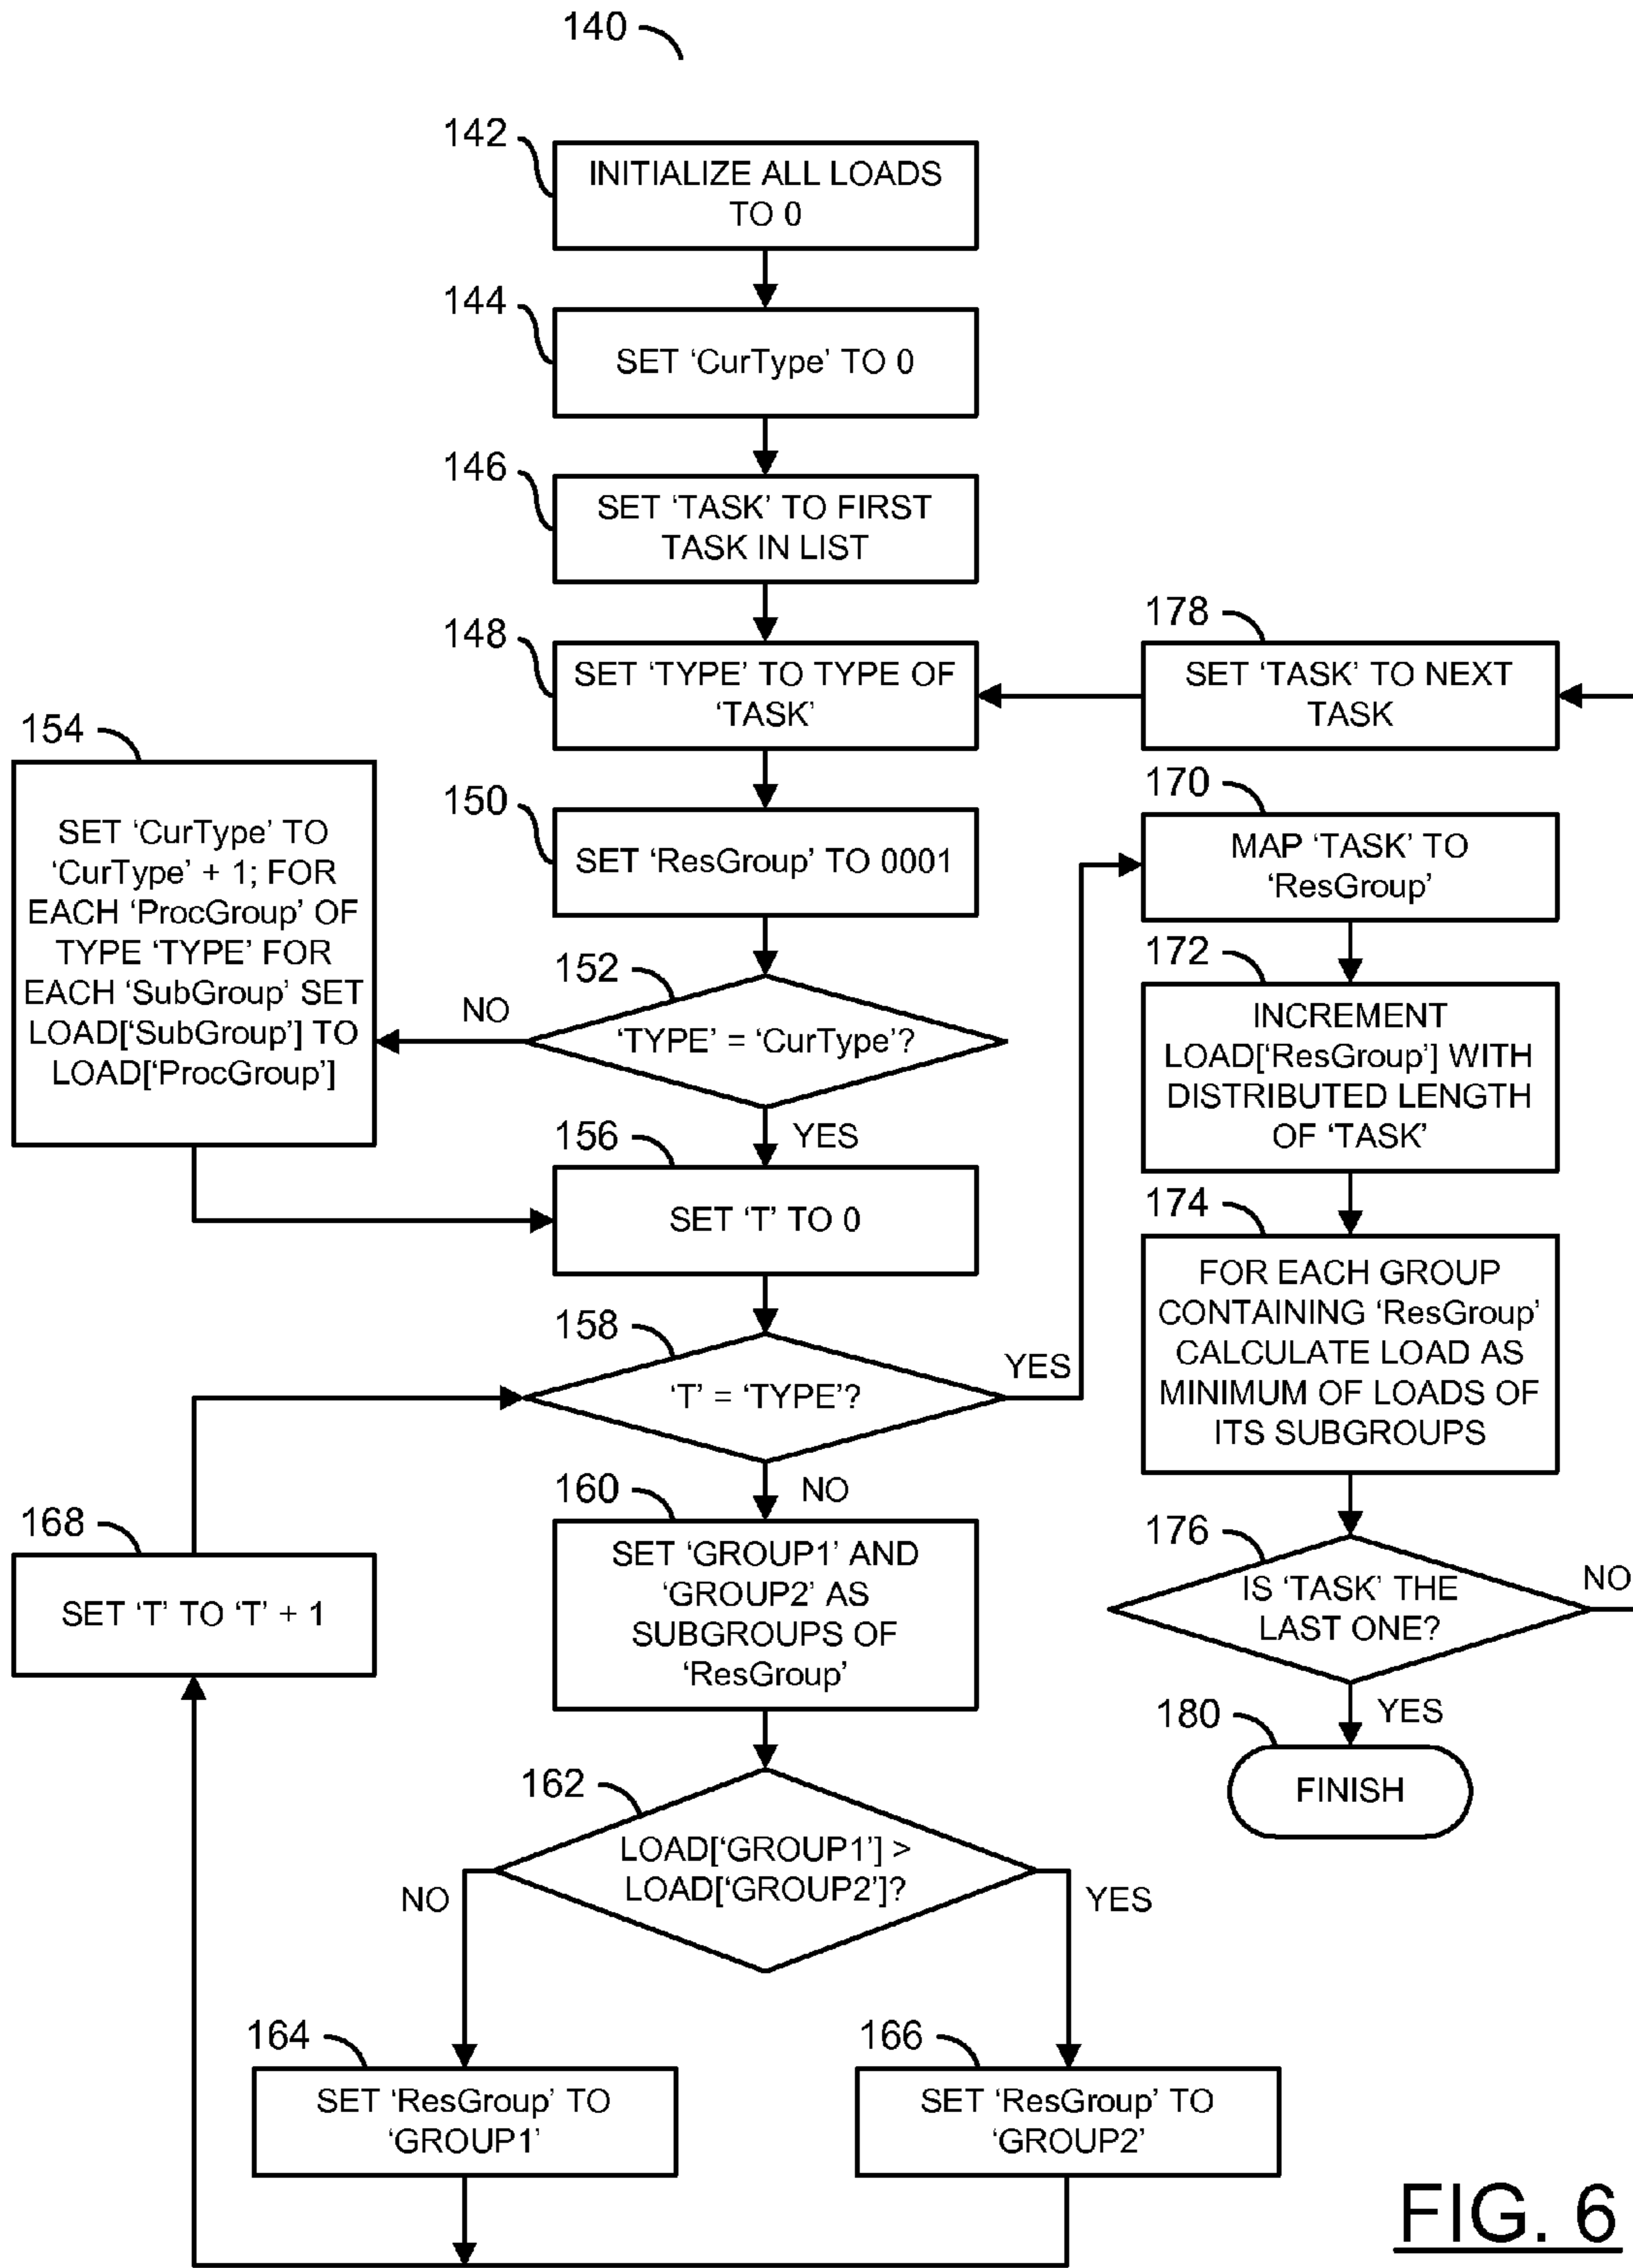 140
142
INITIALIZE ALL LOADS
TO 0
144
SET ‘CurType’ TO 0
146
SET ‘TASK’ TO FIRST
TASK IN LIST
148
SET ‘TYPE’ TO TYPE OF
‘TASK’
178
SET ‘TASK’ TO NEXT
TASK
150
SET ‘ResGroup’ TO 0001
154
SET ‘CurType’ TO
‘CurType’ + 1; FOR
EACH ‘ProcGroup’ OF
TYPE ‘TYPE’ FOR
EACH ‘SubGroup’ SET
LOAD[‘SubGroup’] TO
LOAD[‘ProcGroup’]
152
NO
‘TYPE’ = ‘CurType’?
YES
156
SET ‘T’ TO 0
158
‘T’ = ‘TYPE’?
YES
NO
160
SET ‘GROUP1’ AND
‘GROUP2’ AS
SUBGROUPS OF
‘ResGroup’
168
SET ‘T’ TO ‘T’ + 1
162
LOAD[‘GROUP1’] >
LOAD[‘GROUP2’]?
NO
YES
164
SET ‘ResGroup’ TO
‘GROUP1’
166
SET ‘ResGroup’ TO
‘GROUP2’
170
MAP ‘TASK’ TO
‘ResGroup’
172
INCREMENT
LOAD[‘ResGroup’] WITH
DISTRIBUTED LENGTH
OF ‘TASK’
174
FOR EACH GROUP
CONTAINING ‘ResGroup’
CALCULATE LOAD AS
MINIMUM OF LOADS OF
ITS SUBGROUPS
176
IS ‘TASK’ THE
LAST ONE?
NO
YES
180
FINISH
FIG. 6